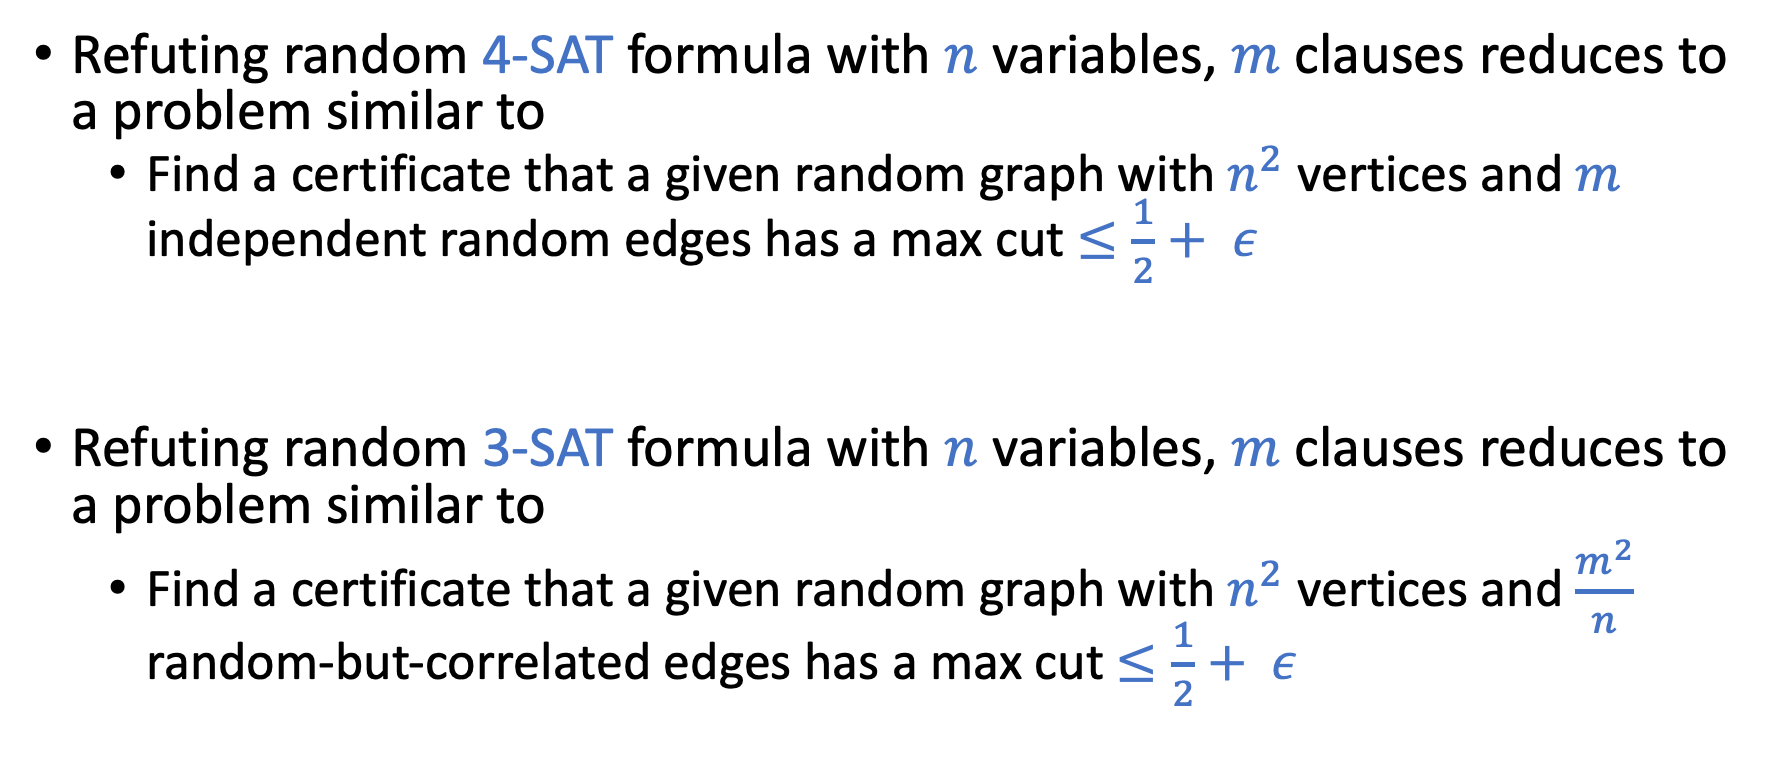 • Refuting random 4-SAT formula with n variables, m clauses reduces to
a problem similar to
• Find a certificate that a given random graph with n² vertices and m
independent random edges has a max cut ≤ 1/2 + ϵ
• Refuting random 3-SAT formula with n variables, m clauses reduces to
a problem similar to
• Find a certificate that a given random graph with n² vertices and m²/n
random-but-correlated edges has a max cut ≤ 1/2 + ϵ